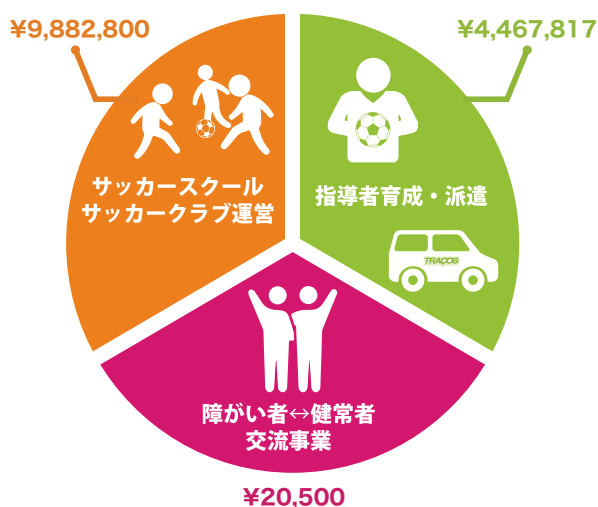 ¥9,882,800
¥4,467,817
サッカースクール
サッカークラブ運営
指導者育成・派遣
TRAÇOS
障がい者↔健常者
交流事業
¥20,500